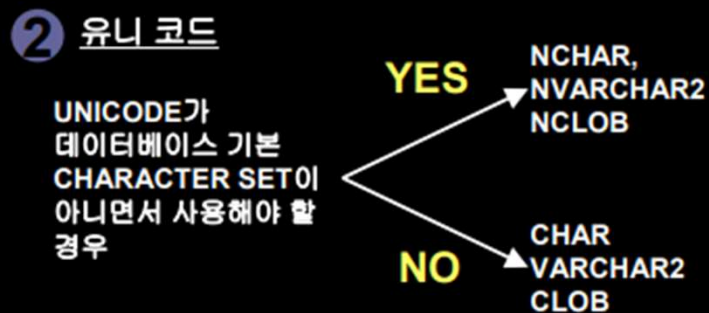 2 유니 코드
UNICODE가
데이터베이스 기본
CHARACTER SET이
아니면서 사용해야 할
경우
YES
NCHAR,
NVARCHAR2
NCLOB
NO
CHAR
VARCHAR2
CLOB